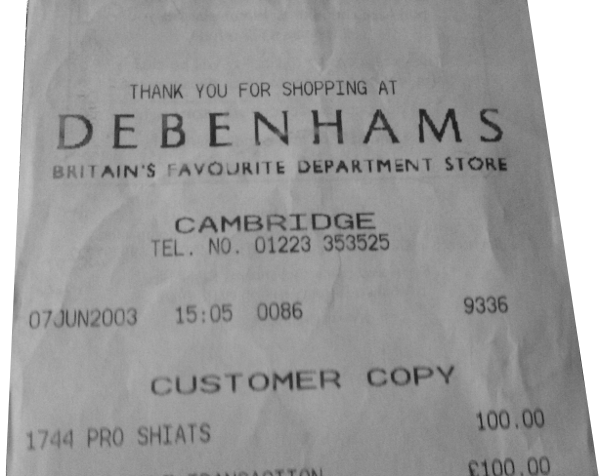 THANK YOU FOR SHOPPING AT
DEBENHAMS
BRITAIN'S FAVOURITE DEPARTMENT STORE
CAMBRIDGE
TEL. NO. 01223 353525
07JUN2003 15:05 0086 9336
CUSTOMER COPY
1744 PRO SHIATS 100.00
TRANSACTION £100.00